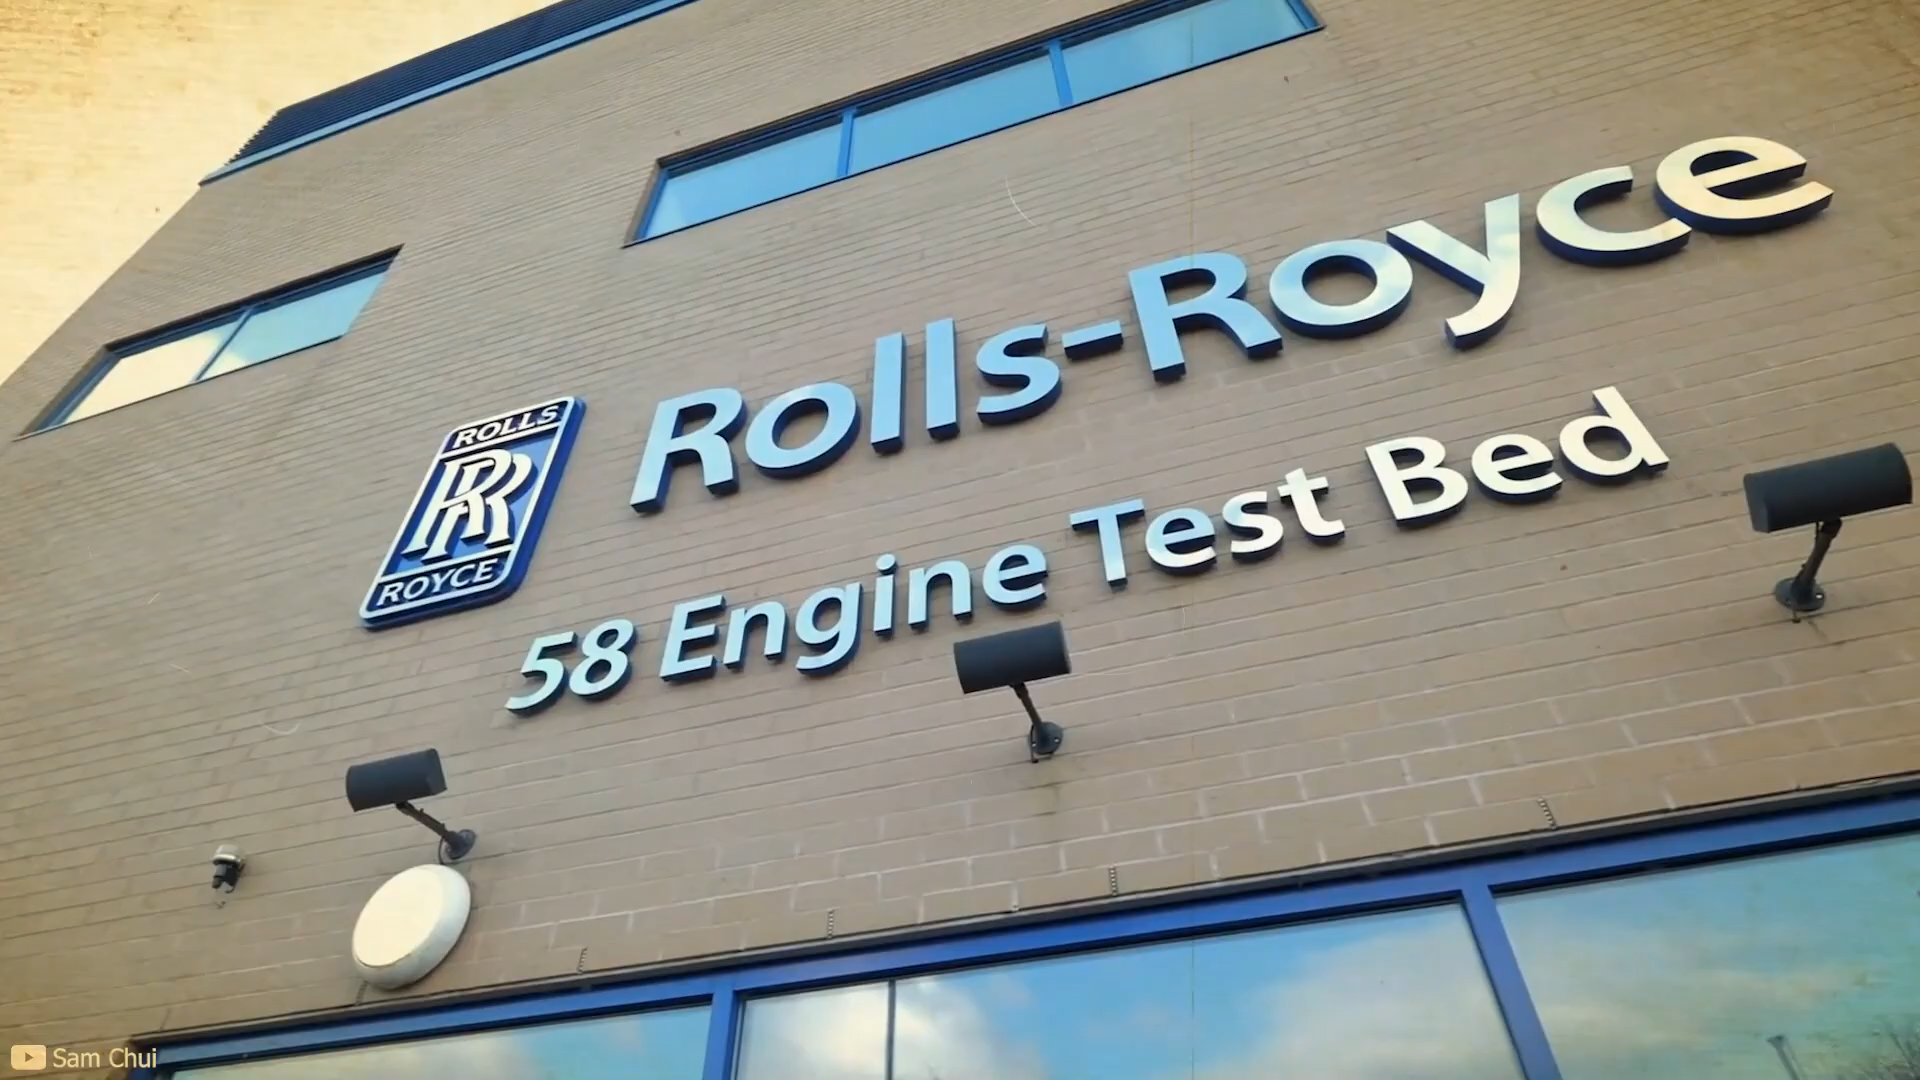 Rolls-Royce
ROLLS
RR
ROYCE
58 Engine Test Bed
Sam Chui